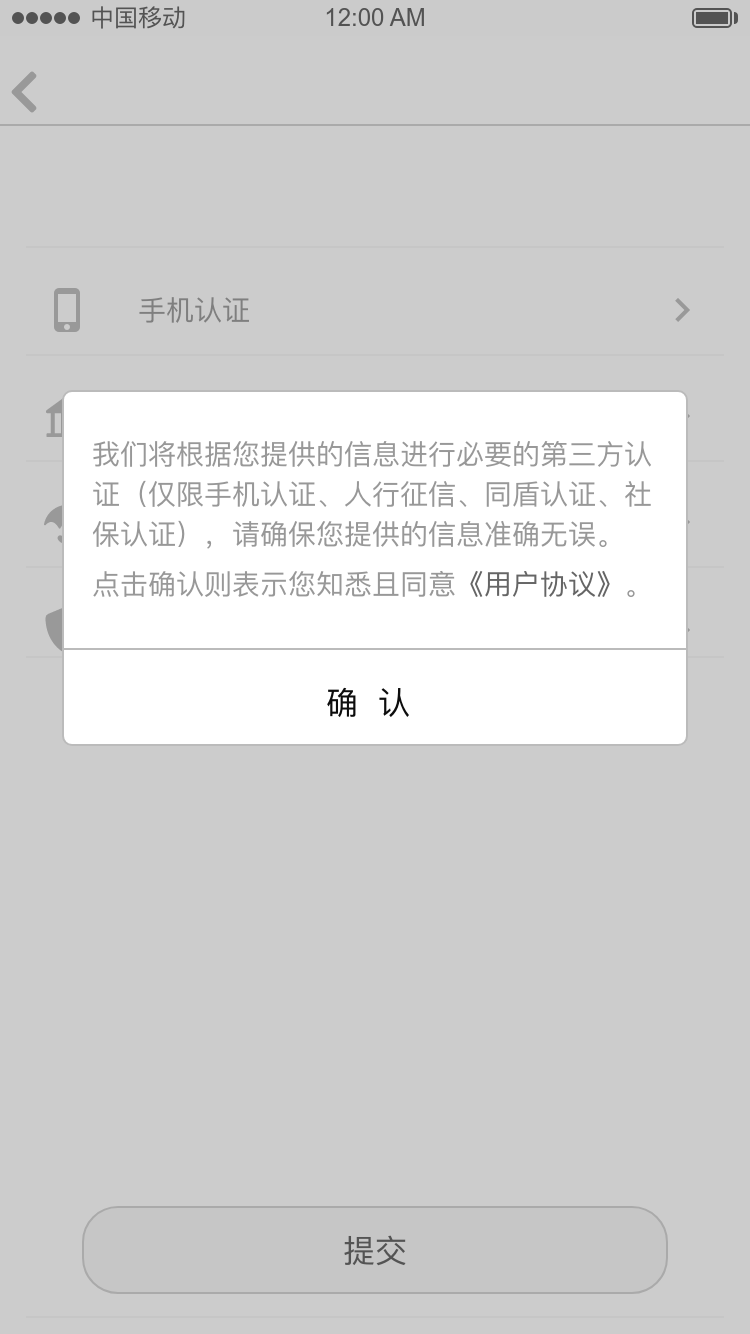 中国移动 12:00 AM
手机认证
我们将根据您提供的信息进行必要的第三方认
证（仅限手机认证、人行征信、同盾认证、社
保认证），请确保您提供的信息准确无误。
点击确认则表示您知悉且同意《用户协议》。
确 认
提交